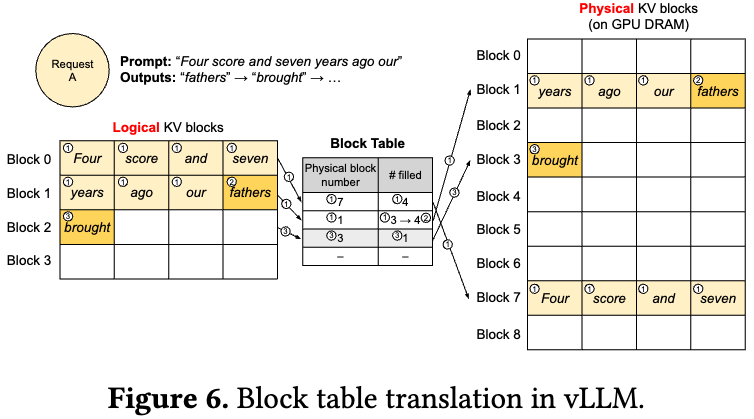 Request
A
Prompt: “Four score and seven years ago our”
Outputs: “fathers” → “brought” → …
Logical KV blocks
Block 0 ① Four ① score ① and ① seven
Block 1 ① years ① ago ① our ② fathers
Block 2 ③ brought
Block 3
① ① ③
Block Table
Physical block number # filled
①7 ①4
①1 ①3 → 4②
③3 ③1
– –
① ③ ①
Physical KV blocks
(on GPU DRAM)
Block 0
Block 1 ① years ① ago ① our ② fathers
Block 2
Block 3 ③ brought
Block 4
Block 5
Block 6
Block 7 ① Four ① score ① and ① seven
Block 8
Figure 6. Block table translation in vLLM.